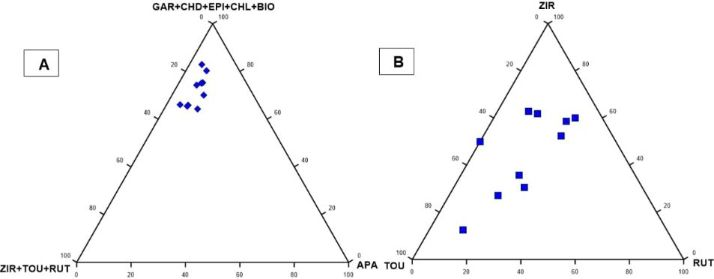 GAR+CHD+EPI+CHL+BIO
0 100
A
20 80
40 60
60 40
80 20
100 0
ZIR+TOU+RUT APA
0 20 40 60 80 100
ZIR
0 100
B
20 80
40 60
60 40
80 20
100 0
TOU RUT
0 20 40 60 80 100